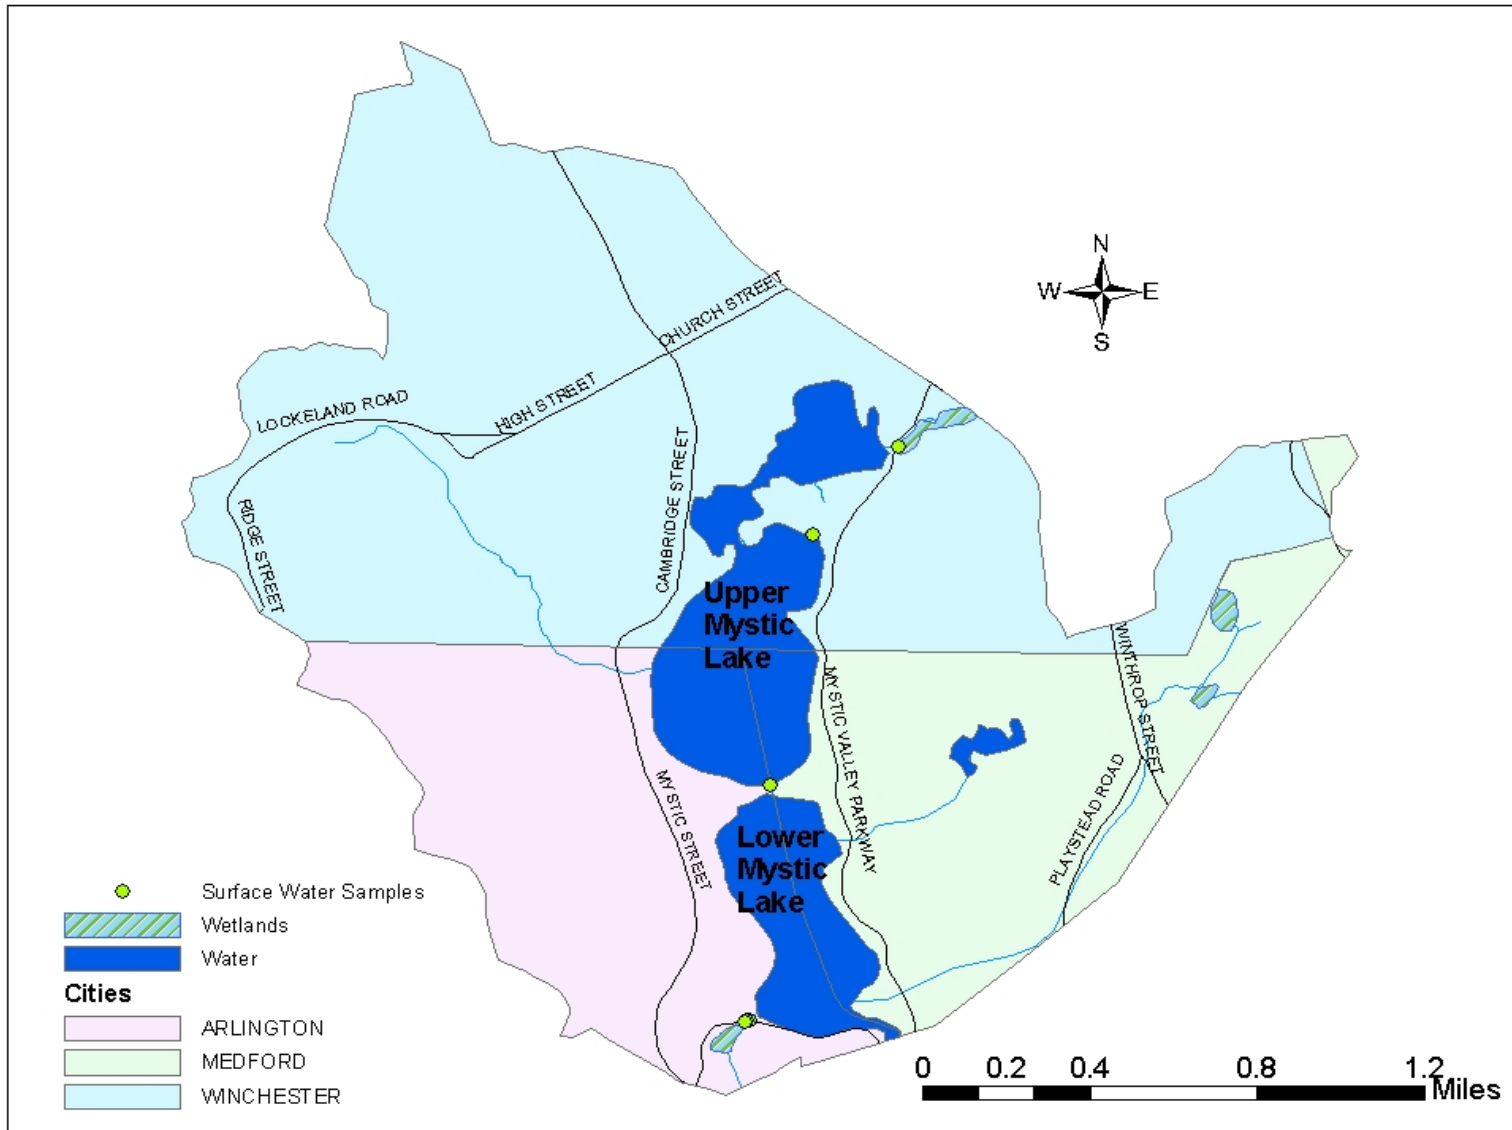 N
W E
S
CHURCH STREET
HIGH STREET
LOCKELAND ROAD
RIDGE STREET
CAMBRIDGE STREET
Upper
Mystic
Lake
WINTHROP STREET
MYSTIC VALLEY PARKWAY
MYSTIC STREET
PLAYSTEAD ROAD
Lower
Mystic
Lake
Surface Water Samples
Wetlands
Water
Cities
ARLINGTON
MEDFORD
WINCHESTER
0 0.2 0.4 0.8 1.2
Miles